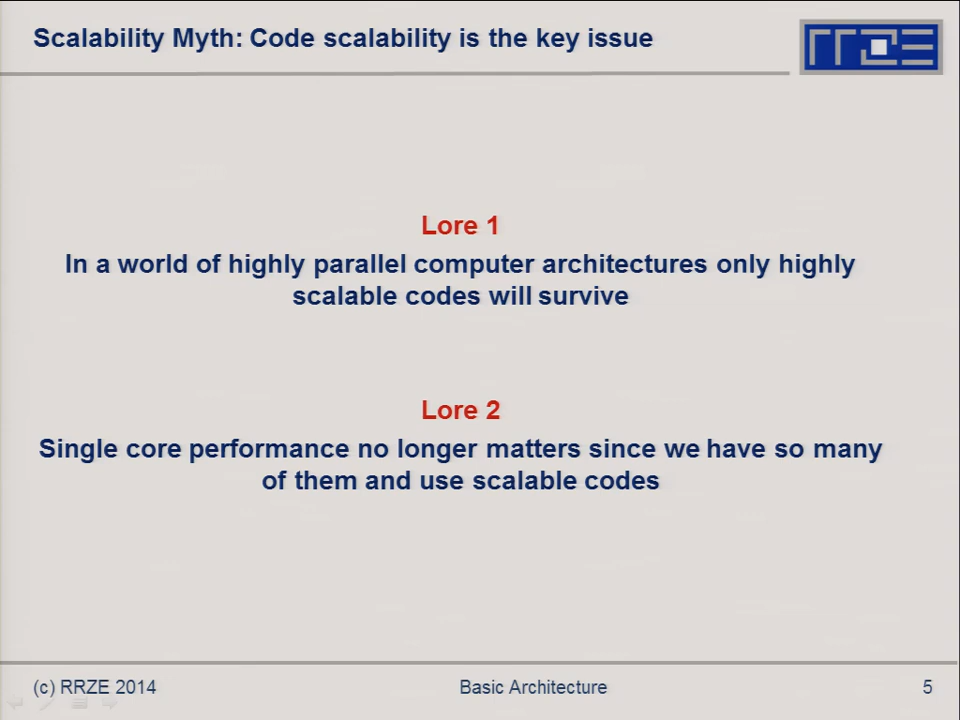 Scalability Myth: Code scalability is the key issue
RRZE
Lore 1
In a world of highly parallel computer architectures only highly
scalable codes will survive
Lore 2
Single core performance no longer matters since we have so many
of them and use scalable codes
(c) RRZE 2014
Basic Architecture
5